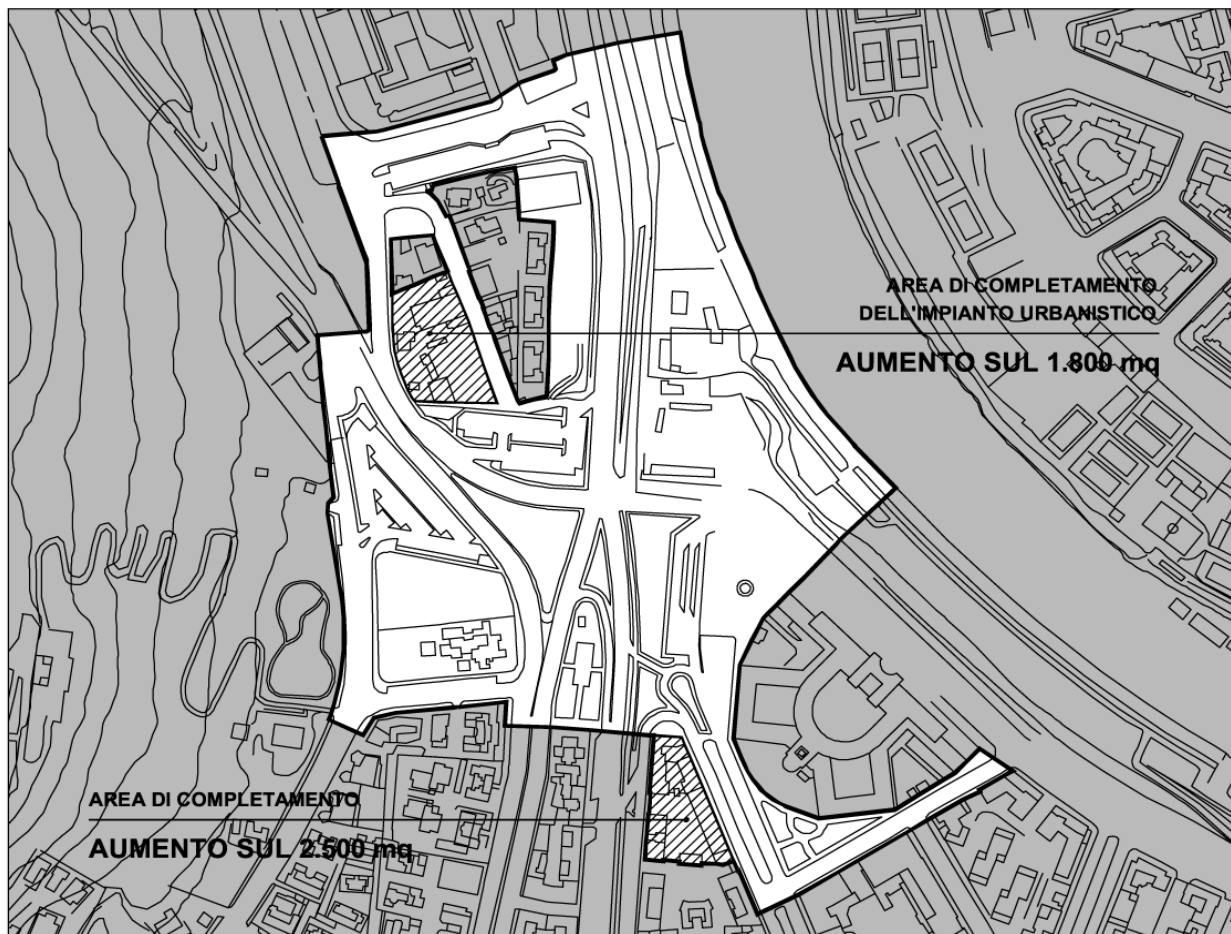 AREA DI COMPLETAMENTO
DELL'IMPIANTO URBANISTICO
AUMENTO SUL 1.800 mq
AREA DI COMPLETAMENTO
AUMENTO SUL 2.500 mq